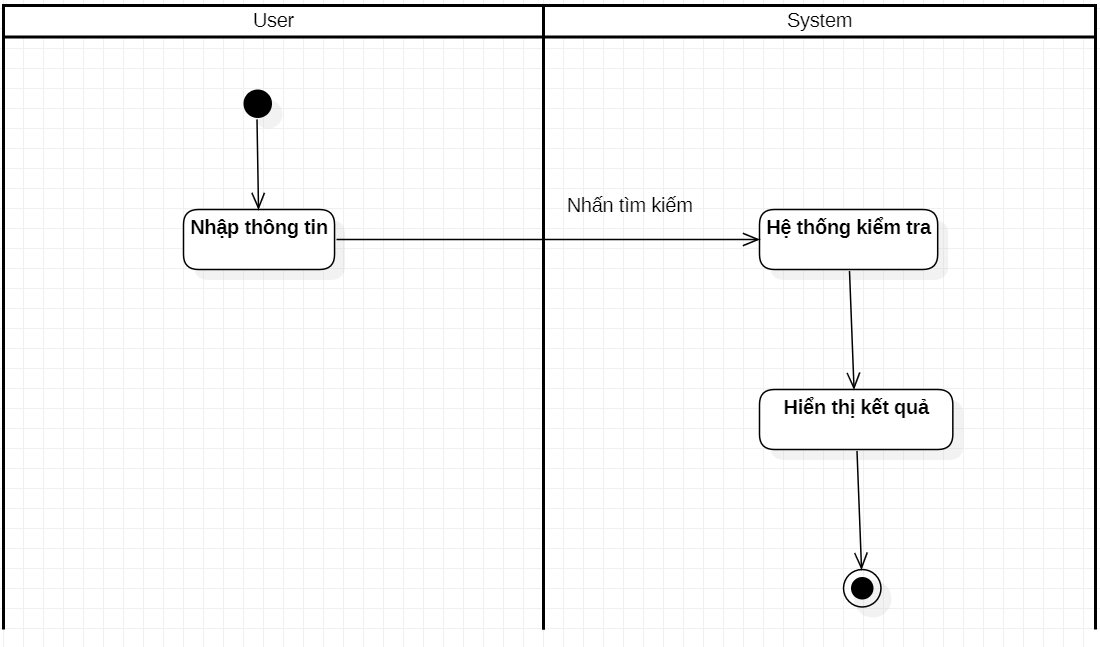 User
System
Nhấn tìm kiếm
Nhập thông tin
Hệ thống kiểm tra
Hiển thị kết quả